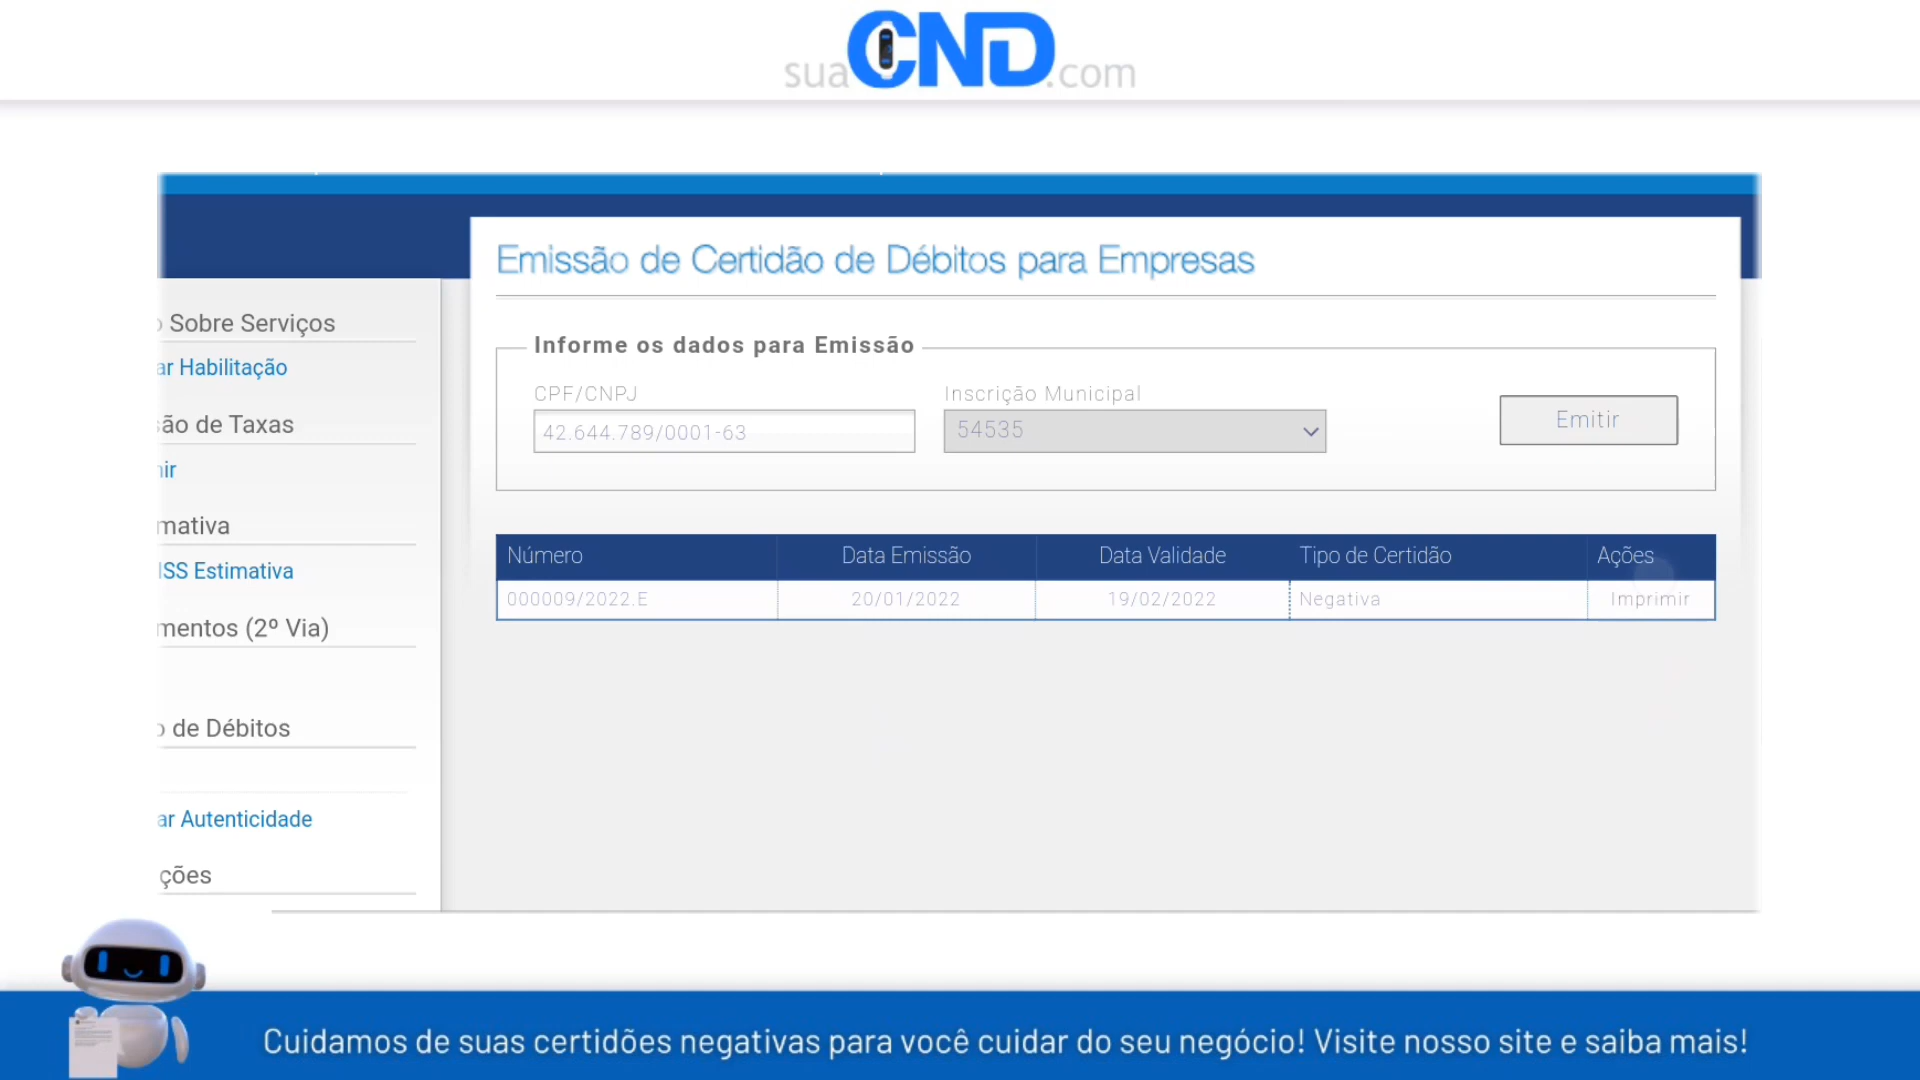 suaCND.com
Emissão de Certidão de Débitos para Empresas
Sobre Serviços
ar Habilitação
são de Taxas
nir
mativa
ISS Estimativa
mentos (2º Via)
o de Débitos
ar Autenticidade
ções
Informe os dados para Emissão
CPF/CNPJ
Inscrição Municipal
42.644.789/0001-63
54535
Emitir
Número Data Emissão Data Validade Tipo de Certidão Ações
000009/2022.E 20/01/2022 19/02/2022 Negativa Imprimir
Cuidamos de suas certidões negativas para você cuidar do seu negócio! Visite nosso site e saiba mais!